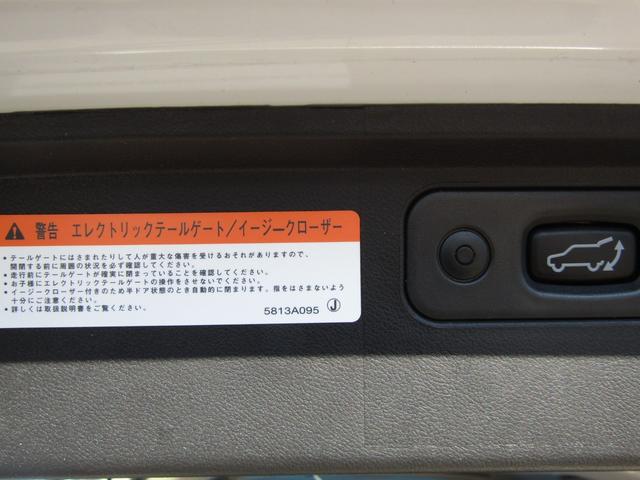 警告 エレクトリックテールゲート/イージークローザー
• テールゲートにはさまれたりして人が重大な傷害を受けるおそれがありますので、
開閉する前に周囲の状況を必ず確認してください。
• 走行前にテールゲートが確実に閉まっていることを確認してください。
• お子様にエレクトリックテールゲートの操作をさせないでください。
• イージークローザー付きのため半ドア状態のとき自動的に閉まります。指をはさまないよう
十分にご注意ください。
• 詳しくは取扱説明書をご覧ください。
5813A095 Ⓙ